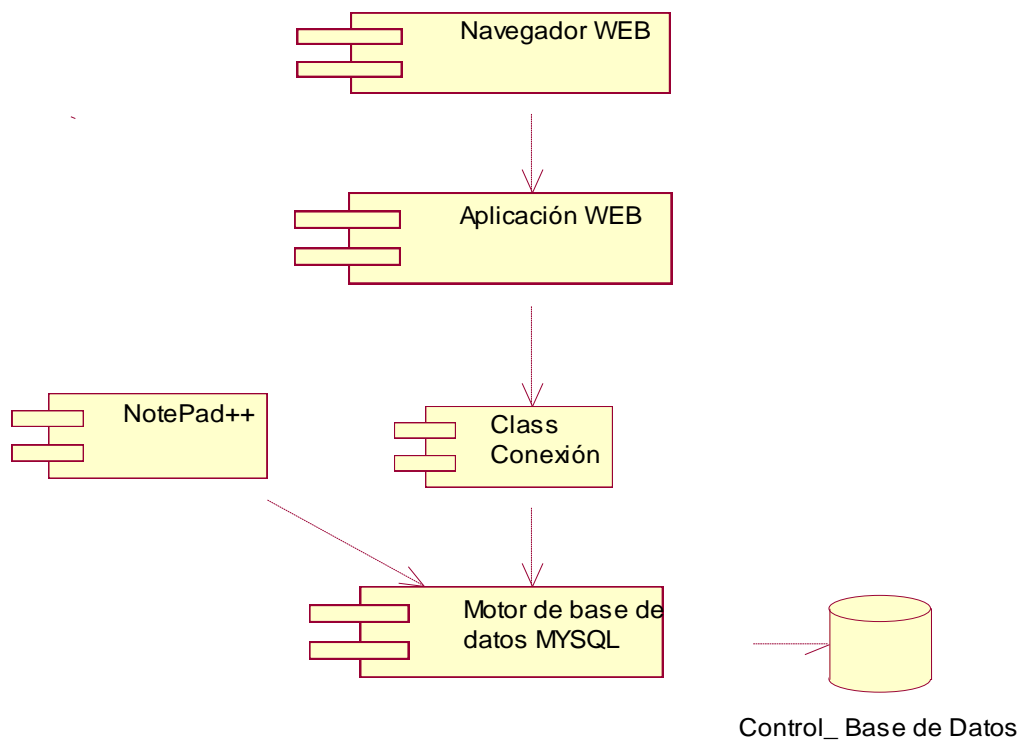 Navegador WEB
Aplicación WEB
NotePad++
Class
Conexión
Motor de base de
datos MYSQL
Control_ Base de Datos